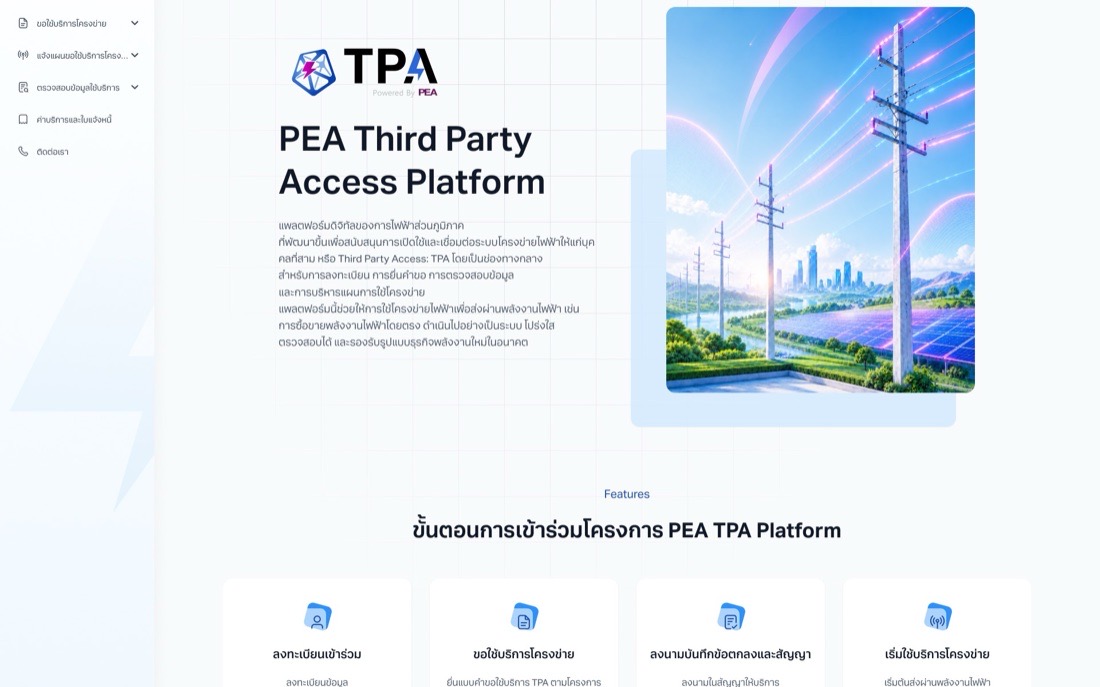 ขอใช้บริการโครงข่าย
แจ้งแผนขอใช้บริการโครง...
ตรวจสอบข้อมูลใช้บริการ
ค่าบริการและใบแจ้งหนี้
ติดต่อเรา
TPA
Powered By PEA
PEA Third Party
Access Platform
แพลตฟอร์มดิจิทัลของการไฟฟ้าส่วนภูมิภาค
ที่พัฒนาขึ้นเพื่อสนับสนุนการเปิดใช้และเชื่อมต่อระบบโครงข่ายไฟฟ้าให้แก่บุค
คลที่สาม หรือ Third Party Access: TPA โดยเป็นช่องทางกลาง
สำหรับการลงทะเบียน การยื่นคำขอ การตรวจสอบข้อมูล
และการบริหารแผนการใช้โครงข่าย
แพลตฟอร์มนี้ช่วยให้การใช้โครงข่ายไฟฟ้าเพื่อส่งผ่านพลังงานไฟฟ้า เช่น
การซื้อขายพลังงานไฟฟ้าโดยตรง ดำเนินไปอย่างเป็นระบบ โปร่งใส
ตรวจสอบได้ และรองรับรูปแบบธุรกิจพลังงานใหม่ในอนาคต
Features
ขั้นตอนการเข้าร่วมโครงการ PEA TPA Platform
ลงทะเบียนเข้าร่วม
ลงทะเบียนข้อมูล
ขอใช้บริการโครงข่าย
ยื่นแบบคำขอใช้บริการ TPA ตามโครงการ
ลงนามบันทึกข้อตกลงและสัญญา
ลงนามในสัญญาให้บริการ
เริ่มใช้บริการโครงข่าย
เริ่มต้นส่งผ่านพลังงานไฟฟ้า